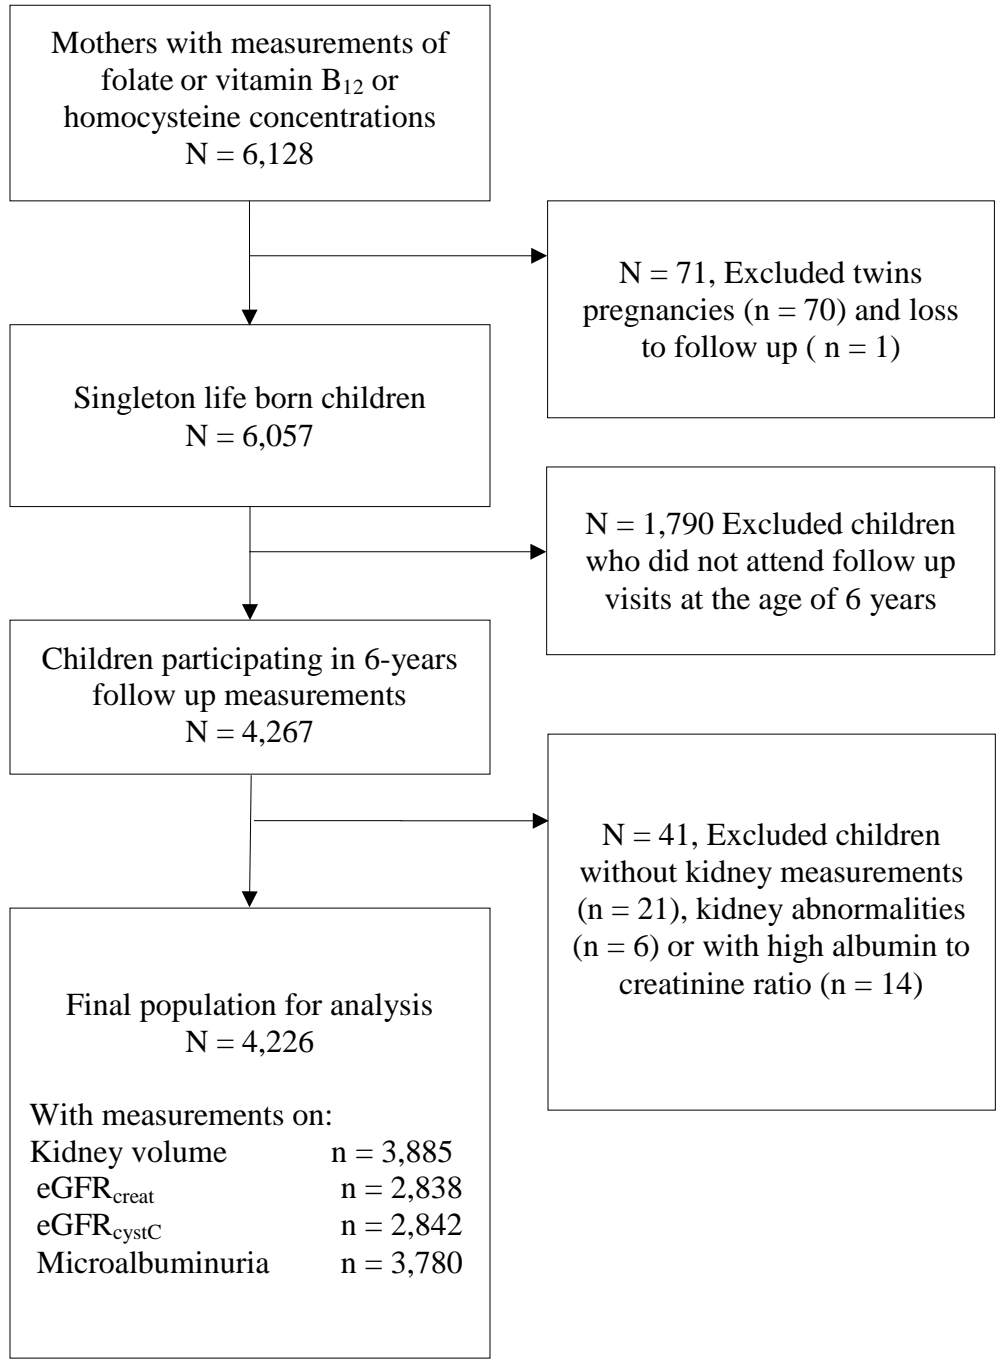 Mothers with measurements of
folate or vitamin B12 or
homocysteine concentrations
N = 6,128
N = 71, Excluded twins
pregnancies (n = 70) and loss
to follow up ( n = 1)
Singleton life born children
N = 6,057
N = 1,790 Excluded children
who did not attend follow up
visits at the age of 6 years
Children participating in 6-years
follow up measurements
N = 4,267
N = 41, Excluded children
without kidney measurements
(n = 21), kidney abnormalities
(n = 6) or with high albumin to
creatinine ratio (n = 14)
Final population for analysis
N = 4,226
With measurements on:
Kidney volume n = 3,885
eGFRcreat n = 2,838
eGFRcystC n = 2,842
Microalbuminuria n = 3,780